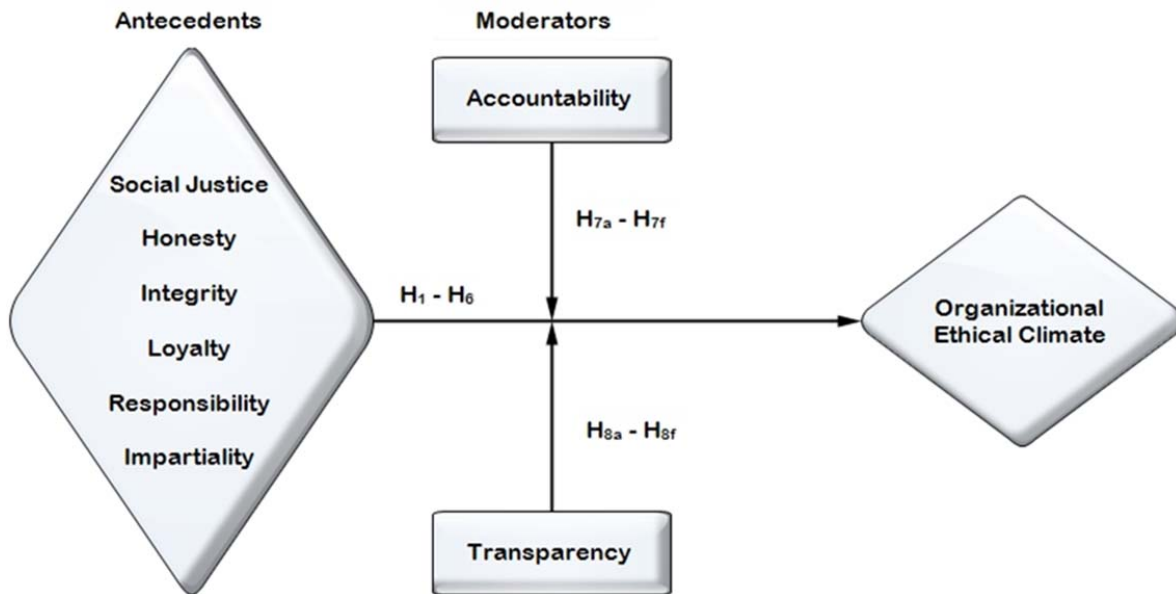 Antecedents
Moderators
Accountability
Social Justice
Honesty
Integrity
Loyalty
Responsibility
Impartiality
H₇ₐ - H₇f
H₁ - H₆
Organizational
Ethical Climate
H₈ₐ - H₈f
Transparency